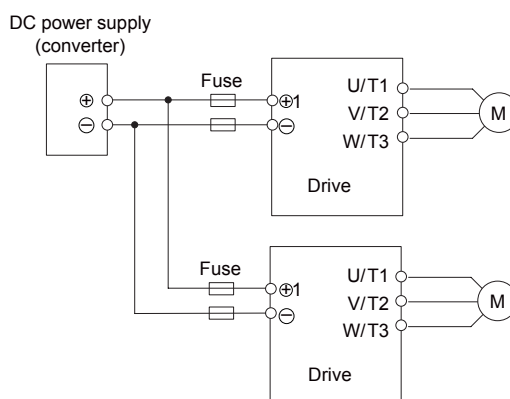 DC power supply
(converter)
Fuse
⊕
⊖
⊕1
⊖
U/T1
V/T2
W/T3
M
Drive
Fuse
⊕1
⊖
U/T1
V/T2
W/T3
M
Drive